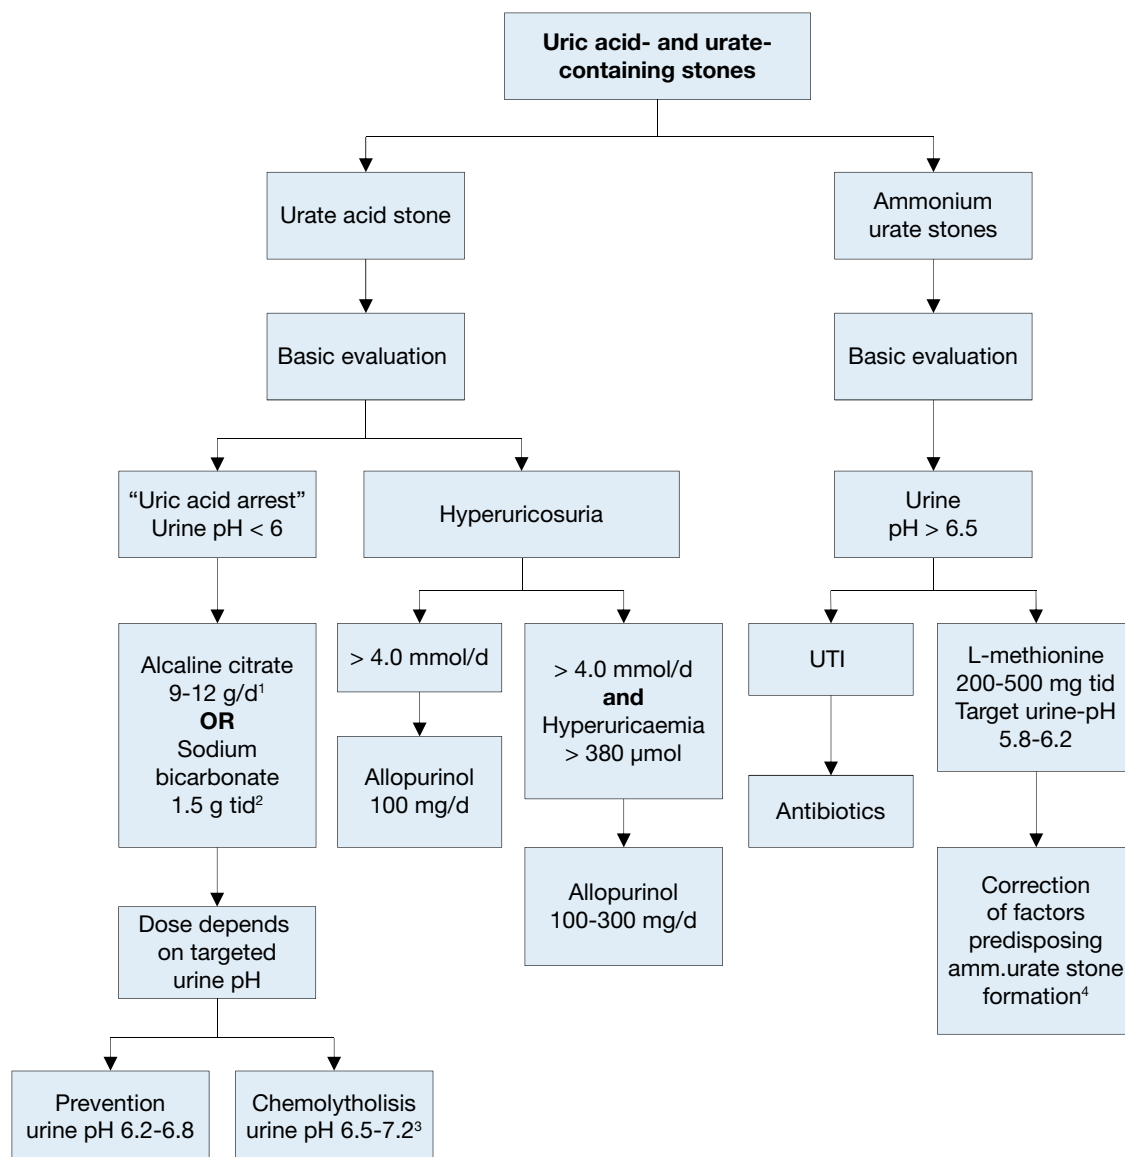 Uric acid- and urate-
containing stones
Urate acid stone
Ammonium
urate stones
Basic evaluation
Basic evaluation
“Uric acid arrest”
Urine pH < 6
Hyperuricosuria
Urine
pH > 6.5
Alcaline citrate
9-12 g/d¹
OR
Sodium
bicarbonate
1.5 g tid²
> 4.0 mmol/d
> 4.0 mmol/d
and
Hyperuricaemia
> 380 µmol
UTI
L-methionine
200-500 mg tid
Target urine-pH
5.8-6.2
Allopurinol
100 mg/d
Antibiotics
Allopurinol
100-300 mg/d
Correction
of factors
predisposing
amm.urate stone
formation⁴
Dose depends
on targeted
urine pH
Prevention
urine pH 6.2-6.8
Chemolytholisis
urine pH 6.5-7.2³